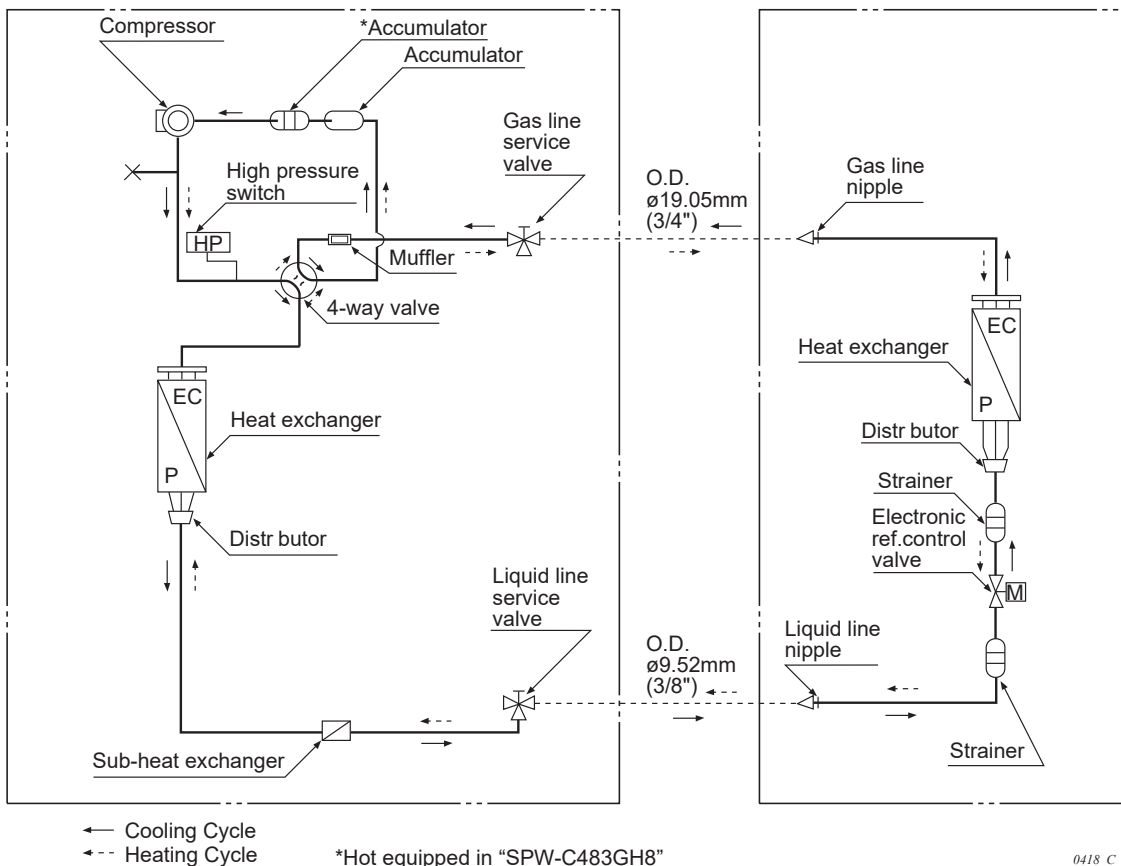 Compressor
*Accumulator
Accumulator
High pressure
switch
HP
Gas line
service
valve
Muffler
4-way valve
O.D.
ø19.05mm
(3/4")
Gas line
nipple
EC
P
Heat exchanger
Distr butor
EC
P
Heat exchanger
Distr butor
Strainer
Electronic
ref.control
valve
M
Liquid line
service
valve
O.D.
ø9.52mm
(3/8")
Liquid line
nipple
Sub-heat exchanger
Strainer
Cooling Cycle
Heating Cycle
*Hot equipped in “SPW-C483GH8”
0418_C